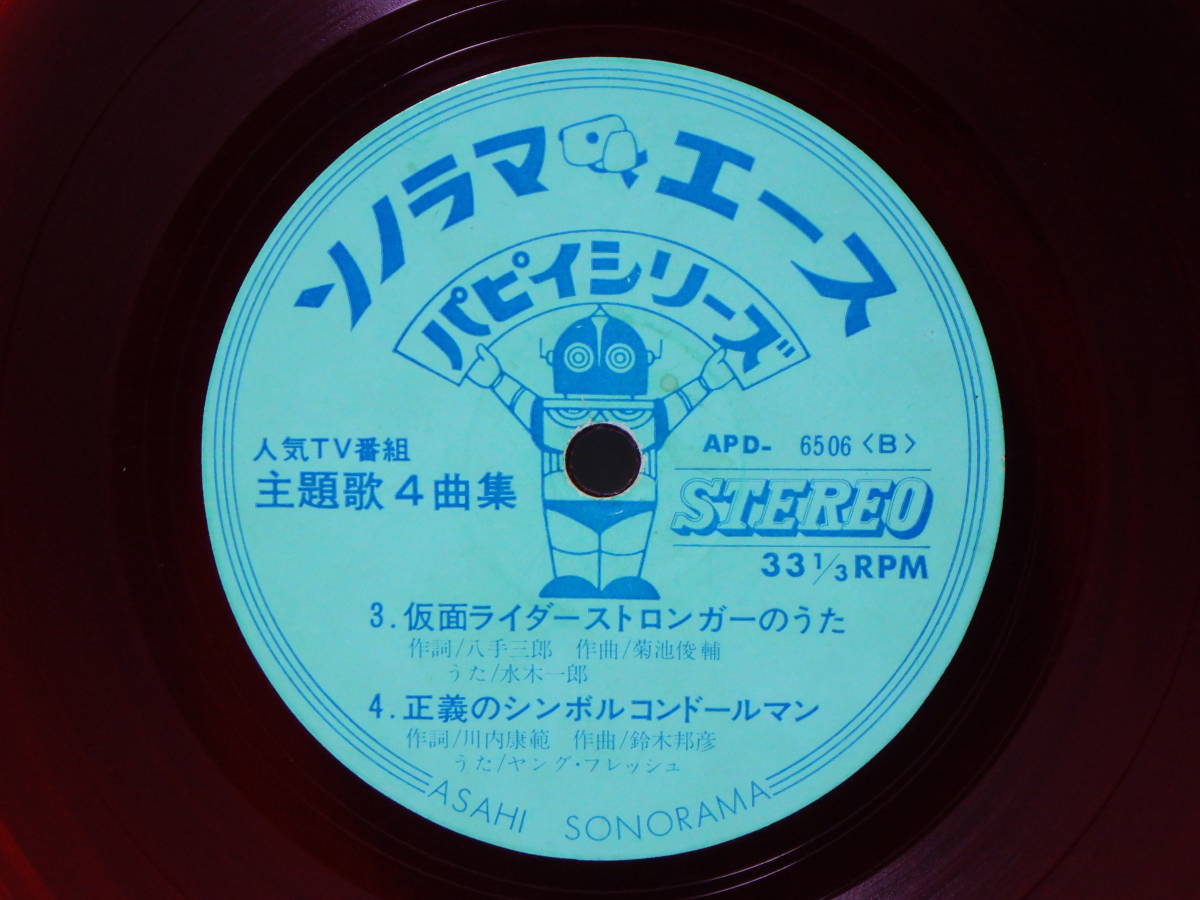 ソノラマエース
パピイシリーズ
人気TV番組
主題歌4曲集
APD- 6506 〈B〉
STEREO
33 1/3 RPM
3. 仮面ライダーストロンガーのうた
作詞/八手三郎 作曲/菊池俊輔
うた/水木一郎
4. 正義のシンボルコンドールマン
作詞/川内康範 作曲/鈴木邦彦
うた/ヤング・フレッシュ
ASAHI SONORAMA